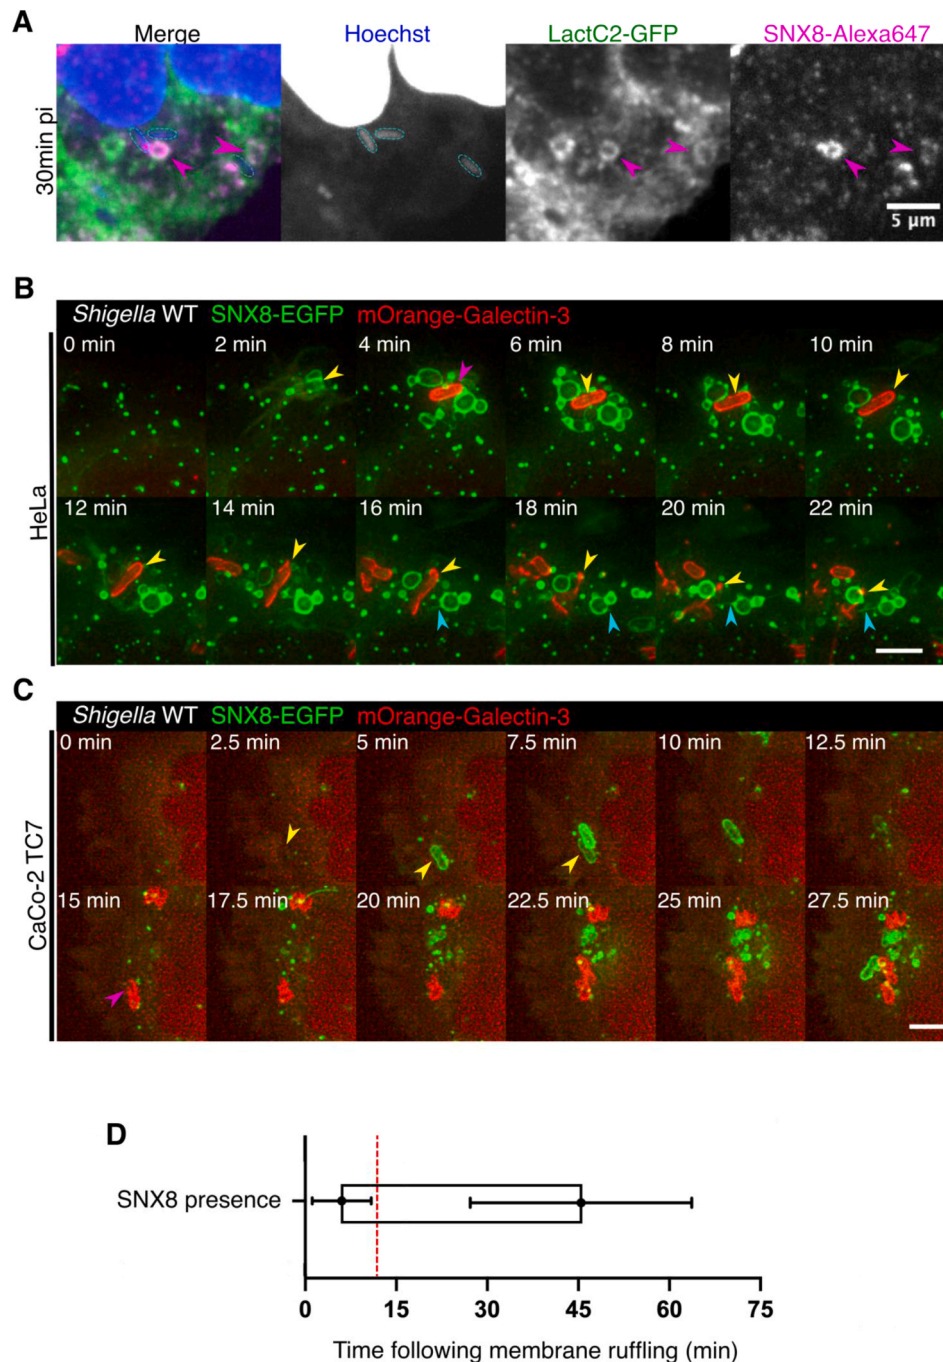 A
Merge
Hoechst
LactC2-GFP
SNX8-Alexa647
30min pi
5 µm
B
Shigella WT SNX8-EGFP mOrange-Galectin-3
0 min
2 min
4 min
6 min
8 min
10 min
12 min
14 min
16 min
18 min
20 min
22 min
HeLa
C
Shigella WT SNX8-EGFP mOrange-Galectin-3
0 min
2.5 min
5 min
7.5 min
10 min
12.5 min
15 min
17.5 min
20 min
22.5 min
25 min
27.5 min
CaCo-2 TC7
D
SNX8 presence
0
15
30
45
60
75
Time following membrane ruffling (min)